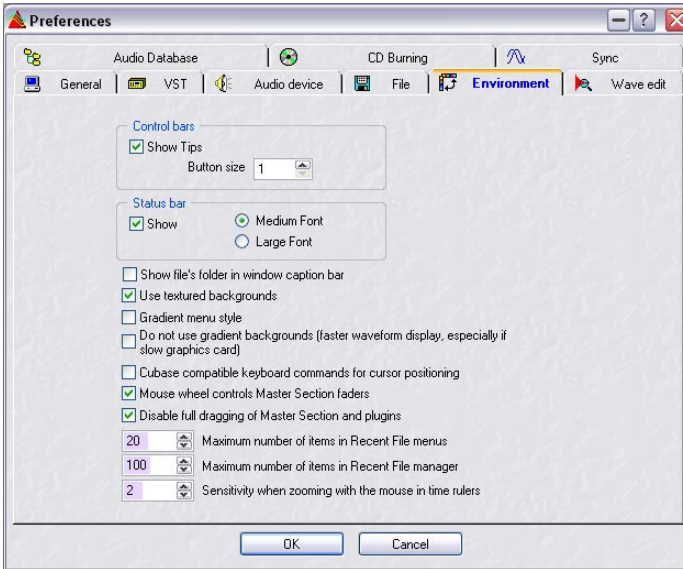 Preferences
Audio Database
CD Burning
Sync
General
VST
Audio device
File
Environment
Wave edit
Control bars
Show Tips
Button size 1
Status bar
Show
Medium Font
Large Font
Show file's folder in window caption bar
Use textured backgrounds
Gradient menu style
Do not use gradient backgrounds (faster waveform display, especially if
slow graphics card)
Cubase compatible keyboard commands for cursor positioning
Mouse wheel controls Master Section faders
Disable full dragging of Master Section and plugins
20 Maximum number of items in Recent File menus
100 Maximum number of items in Recent File manager
2 Sensitivity when zooming with the mouse in time rulers
OK
Cancel